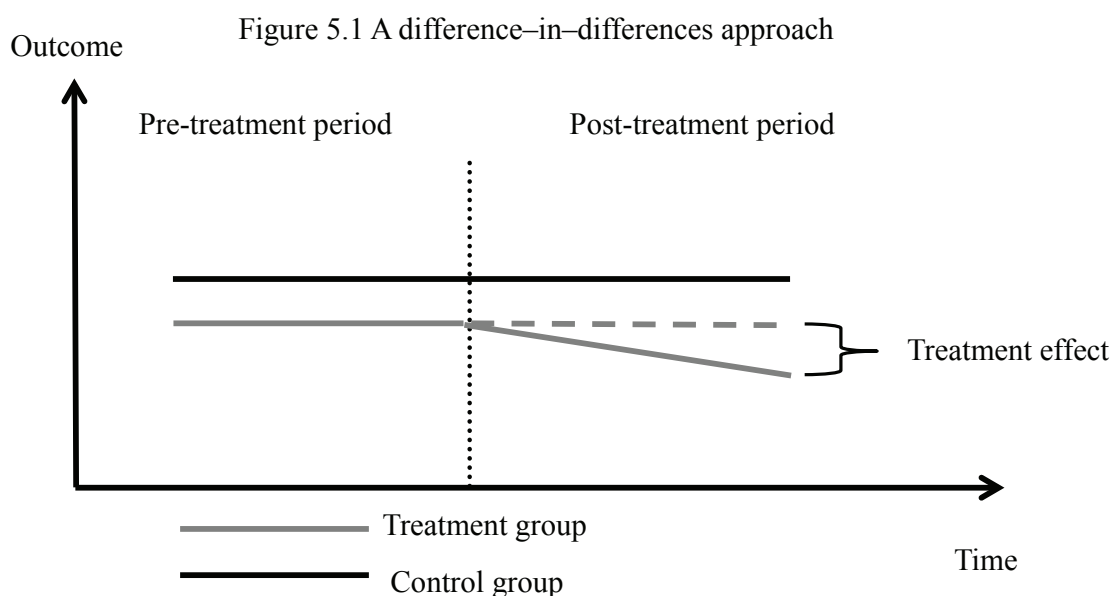 Figure 5.1 A difference–in–differences approach
Outcome
Pre-treatment period
Post-treatment period
Treatment effect
Treatment group
Time
Control group